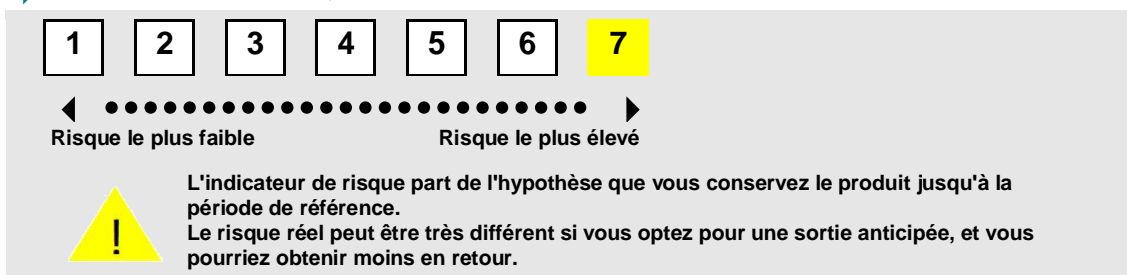 1 2 3 4 5 6 7
Risque le plus faible Risque le plus élevé
L'indicateur de risque part de l'hypothèse que vous conservez le produit jusqu'à la
période de référence.
Le risque réel peut être très différent si vous optez pour une sortie anticipée, et vous
pourriez obtenir moins en retour.
!